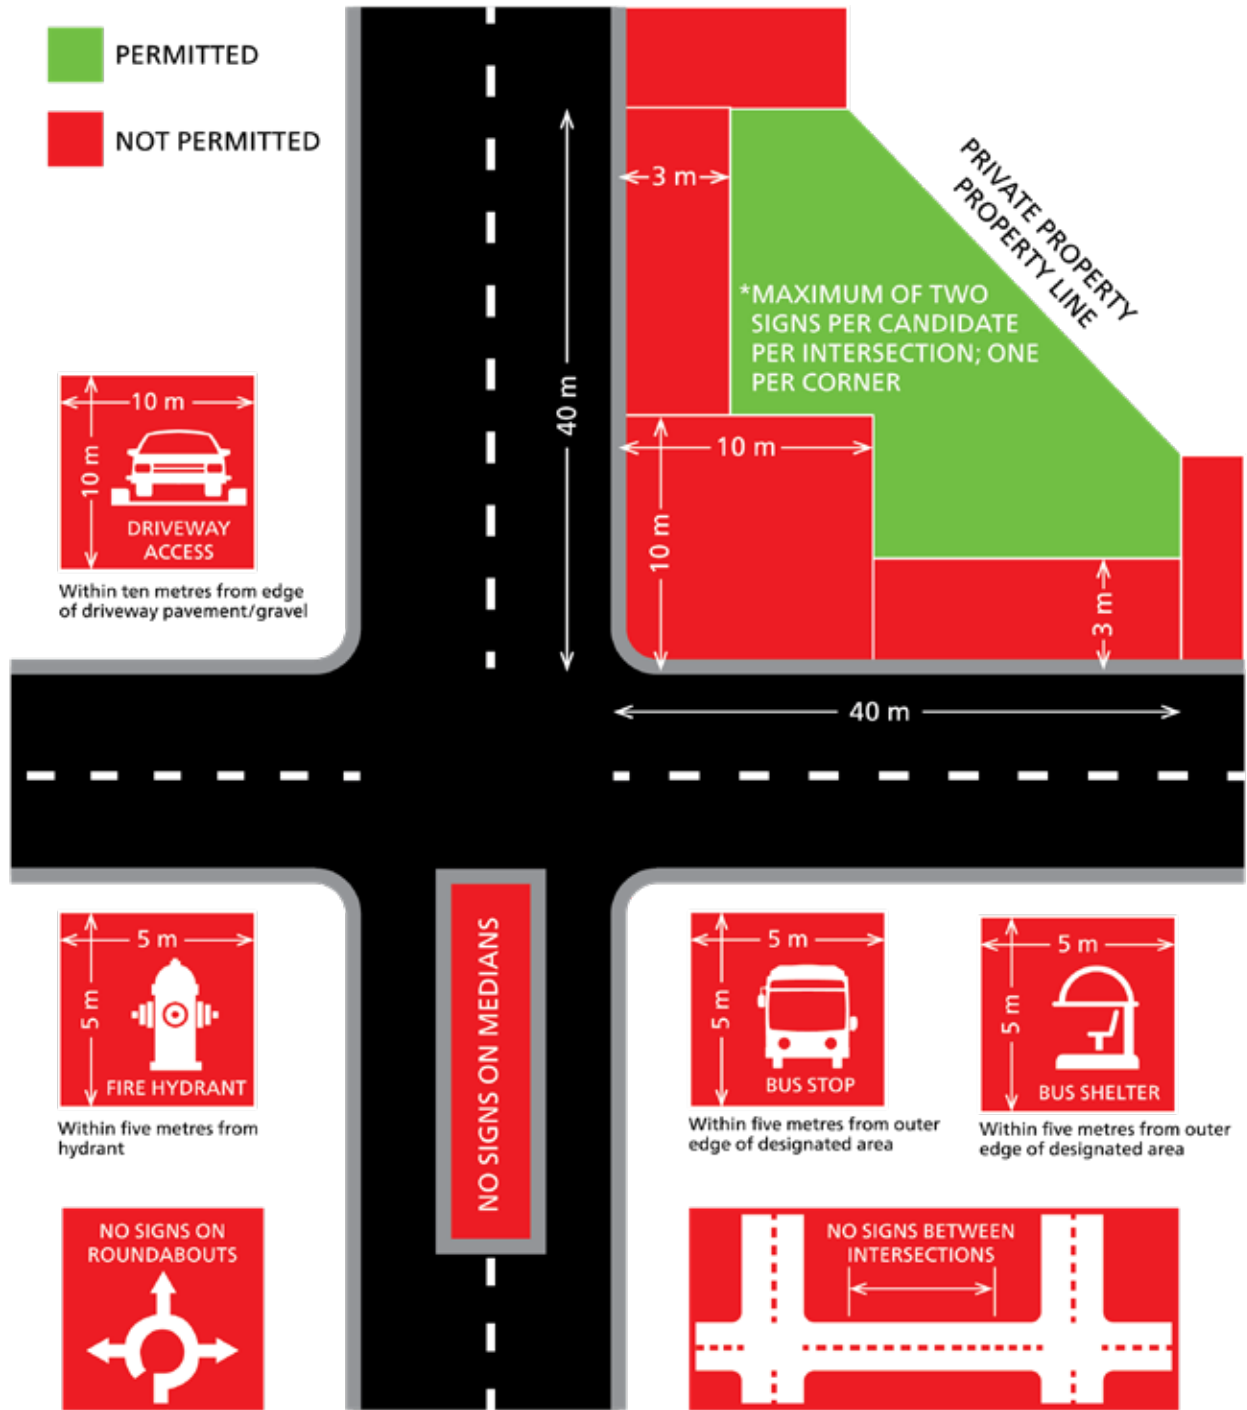 PERMITTED
NOT PERMITTED
3 m
PRIVATE PROPERTY
PROPERTY LINE
*MAXIMUM OF TWO
SIGNS PER CANDIDATE
PER INTERSECTION; ONE
PER CORNER
40 m
10 m
10 m
DRIVEWAY
ACCESS
Within ten metres from edge
of driveway pavement/gravel
10 m
10 m
3 m
40 m
5 m
5 m
FIRE HYDRANT
Within five metres from
hydrant
NO SIGNS ON MEDIANS
5 m
5 m
BUS STOP
Within five metres from outer
edge of designated area
5 m
5 m
BUS SHELTER
Within five metres from outer
edge of designated area
NO SIGNS ON
ROUNDABOUTS
NO SIGNS BETWEEN
INTERSECTIONS